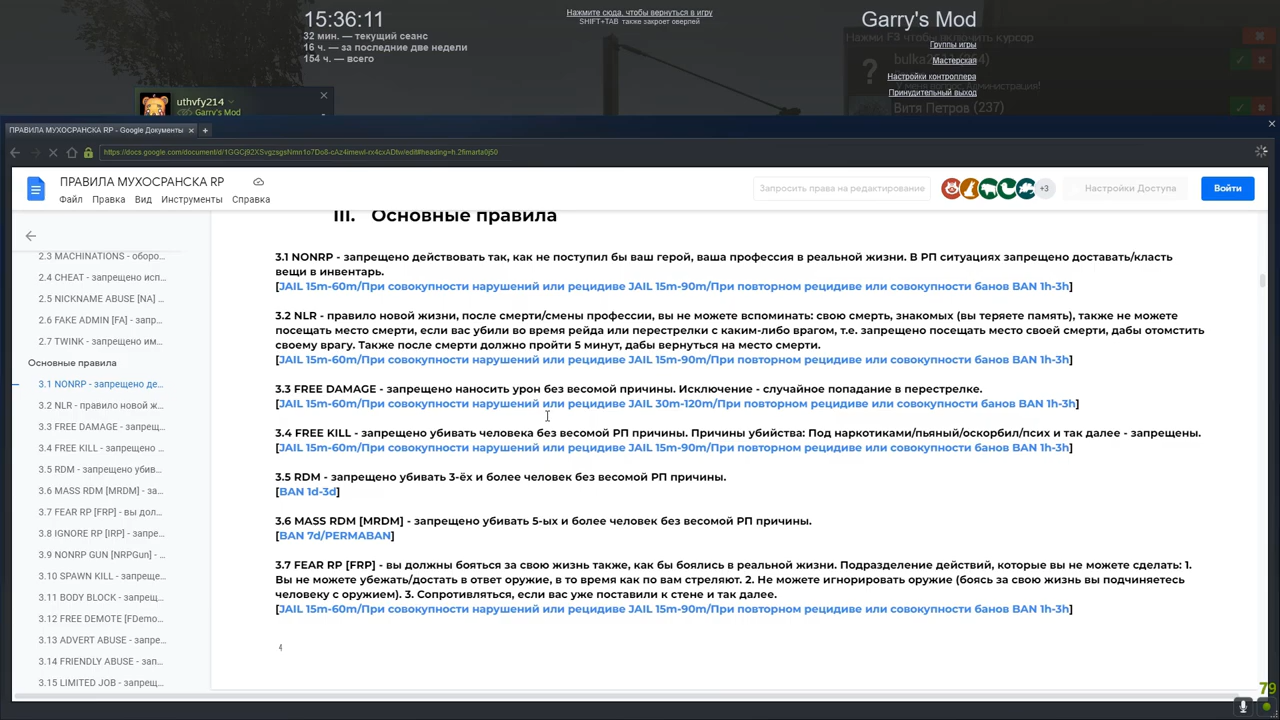 15:36:11
32 мин. — текущий сеанс
16 ч. — за последние две недели
154 ч. — всего
Нажмите сюда, чтобы вернуться в игру
SHIFT+TAB также закроет оверлей
Garry's Mod
Нажми F3 чтобы включить курсор
Группы игры
Мастерская
Настройки контроллера
Принудительный выход
Витя Петров (237)
uthvfy214
Garry's Mod
ПРАВИЛА МУХОСРАНСКА RP - Google Документы
ПРАВИЛА МУХОСРАНСКА RP
Файл Правка Вид Инструменты Справка
Запросить права на редактирование
+3
Настройки Доступа
Войти
2.3 MACHINATIONS - оборо...
2.4 CHEAT - запрещено исп...
2.5 NICKNAME ABUSE [NA] ...
2.6 FAKE ADMIN [FA] - запр...
2.7 TWINK - запрещено им...
Основные правила
3.1 NONRP - запрещено де...
3.2 NLR - правило новой ж...
3.3 FREE DAMAGE - запрещ...
3.4 FREE KILL - запрещено ...
3.5 RDM - запрещено убив...
3.6 MASS RDM [MRDM] - за...
3.7 FEAR RP [FRP] - вы дол...
3.8 IGNORE RP [IRP] - запре...
3.9 NONRP GUN [NRPGun] - ...
3.10 SPAWN KILL - запрещ...
3.11 BODY BLOCK - запрещ...
3.12 FREE DEMOTE [FDemo...
3.13 ADVERT ABUSE - запре...
3.14 FRIENDLY ABUSE - зап...
3.15 LIMITED JOB - запрещ...
III. Основные правила
3.1 NONRP - запрещено действовать так, как не поступил бы ваш герой, ваша профессия в реальной жизни. В РП ситуациях запрещено доставать/класть
вещи в инвентарь.
[JAIL 15m-60m/При совокупности нарушений или рецидиве JAIL 15m-90m/При повторном рецидиве или совокупности банов BAN 1h-3h]
3.2 NLR - правило новой жизни, после смерти/смены профессии, вы не можете вспоминать: свою смерть, знакомых (вы теряете память), также не можете
посещать место смерти, если вас убили во время рейда или перестрелки с каким-либо врагом, т.е. запрещено посещать место своей смерти, дабы отомстить
своему врагу. Также после смерти должно пройти 5 минут, дабы вернуться на место смерти.
[JAIL 15m-60m/При совокупности нарушений или рецидиве JAIL 15m-90m/При повторном рецидиве или совокупности банов BAN 1h-3h]
3.3 FREE DAMAGE - запрещено наносить урон без весомой причины. Исключение - случайное попадание в перестрелке.
[JAIL 15m-60m/При совокупности нарушений или рецидиве JAIL 30m-120m/При повторном рецидиве или совокупности банов BAN 1h-3h]
3.4 FREE KILL - запрещено убивать человека без весомой РП причины. Причины убийства: Под наркотиками/пьяный/оскорбил/псих и так далее - запрещены.
[JAIL 15m-60m/При совокупности нарушений или рецидиве JAIL 15m-90m/При повторном рецидиве или совокупности банов BAN 1h-3h]
3.5 RDM - запрещено убивать 3-ёх и более человек без весомой РП причины.
[BAN 1d-3d]
3.6 MASS RDM [MRDM] - запрещено убивать 5-ых и более человек без весомой РП причины.
[BAN 7d/PERMABAN]
3.7 FEAR RP [FRP] - вы должны бояться за свою жизнь также, как бы боялись в реальной жизни. Подразделение действий, которые вы не можете сделать: 1.
Вы не можете убежать/достать в ответ оружие, в то время как по вам стреляют. 2. Не можете игнорировать оружие (боясь за свою жизнь вы подчиняетесь
человеку с оружием). 3. Сопротивляться, если вас уже поставили к стене и так далее.
[JAIL 15m-60m/При совокупности нарушений или рецидиве JAIL 15m-90m/При повторном рецидиве или совокупности банов BAN 1h-3h]
4
79